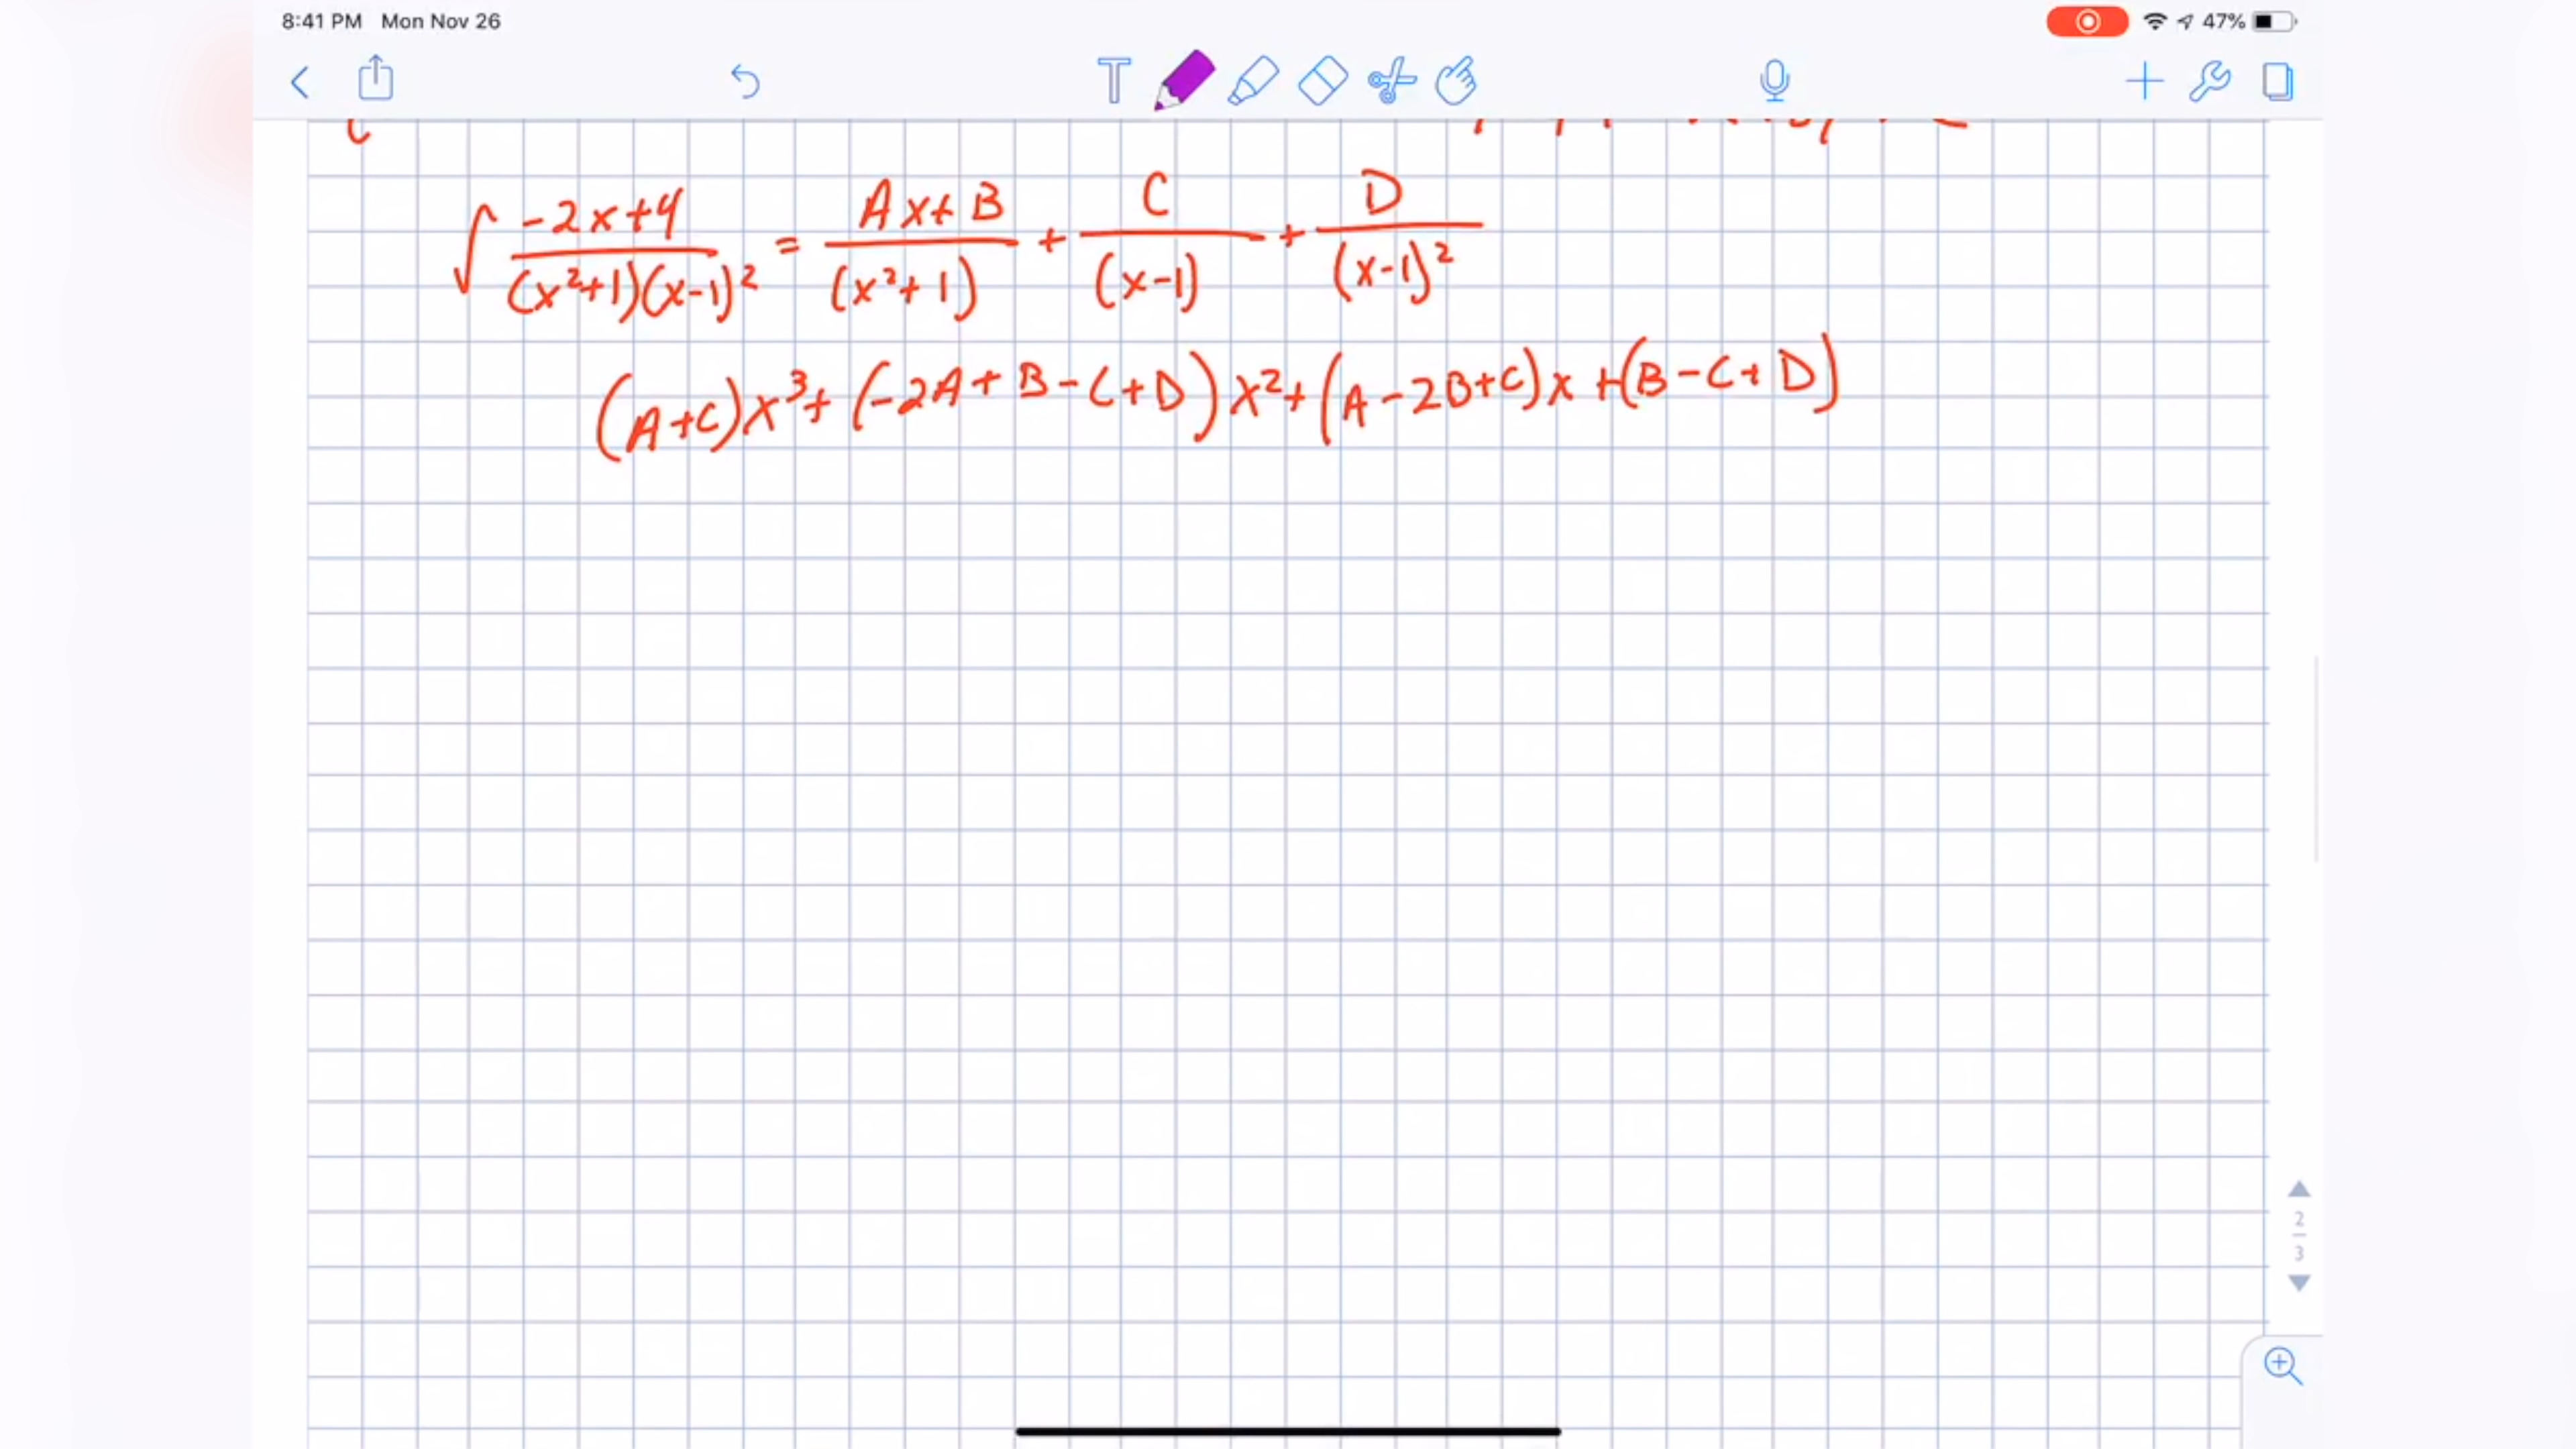 8:41 PM Mon Nov 26 47%
T
∫ (-2x+4)/((x²+1)(x-1)²) = (Ax+B)/(x²+1) + C/(x-1) + D/(x-1)²
(A+C)x³+(-2A+B-C+D)x²+(A-2B+C)x+(B-C+D)
2
3